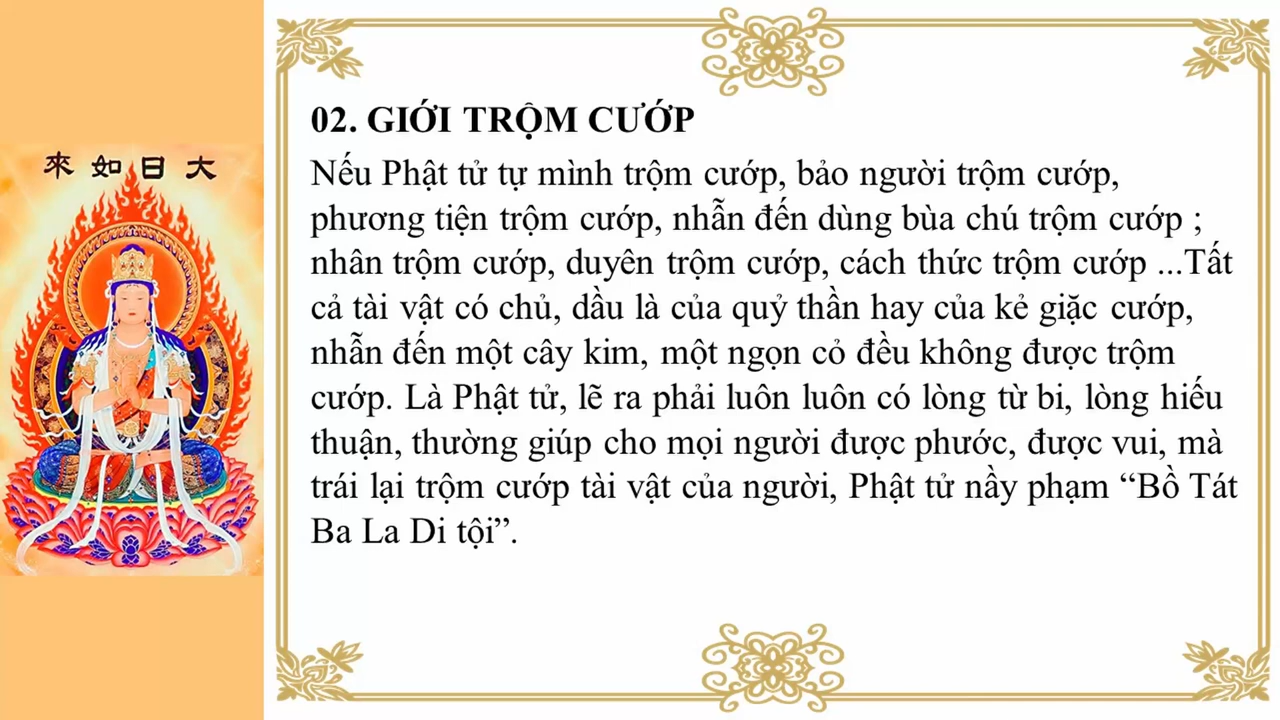 來 如 日 大
02. GIỚI TRỘM CƯỚP
Nếu Phật tử tự mình trộm cướp, bảo người trộm cướp,
phương tiện trộm cướp, nhẫn đến dùng bùa chú trộm cướp ;
nhân trộm cướp, duyên trộm cướp, cách thức trộm cướp ...Tất
cả tài vật có chủ, dầu là của quỷ thần hay của kẻ giặc cướp,
nhẫn đến một cây kim, một ngọn cỏ đều không được trộm
cướp. Là Phật tử, lẽ ra phải luôn luôn có lòng từ bi, lòng hiếu
thuận, thường giúp cho mọi người được phước, được vui, mà
trái lại trộm cướp tài vật của người, Phật tử nầy phạm “Bồ Tát
Ba La Di tội”.